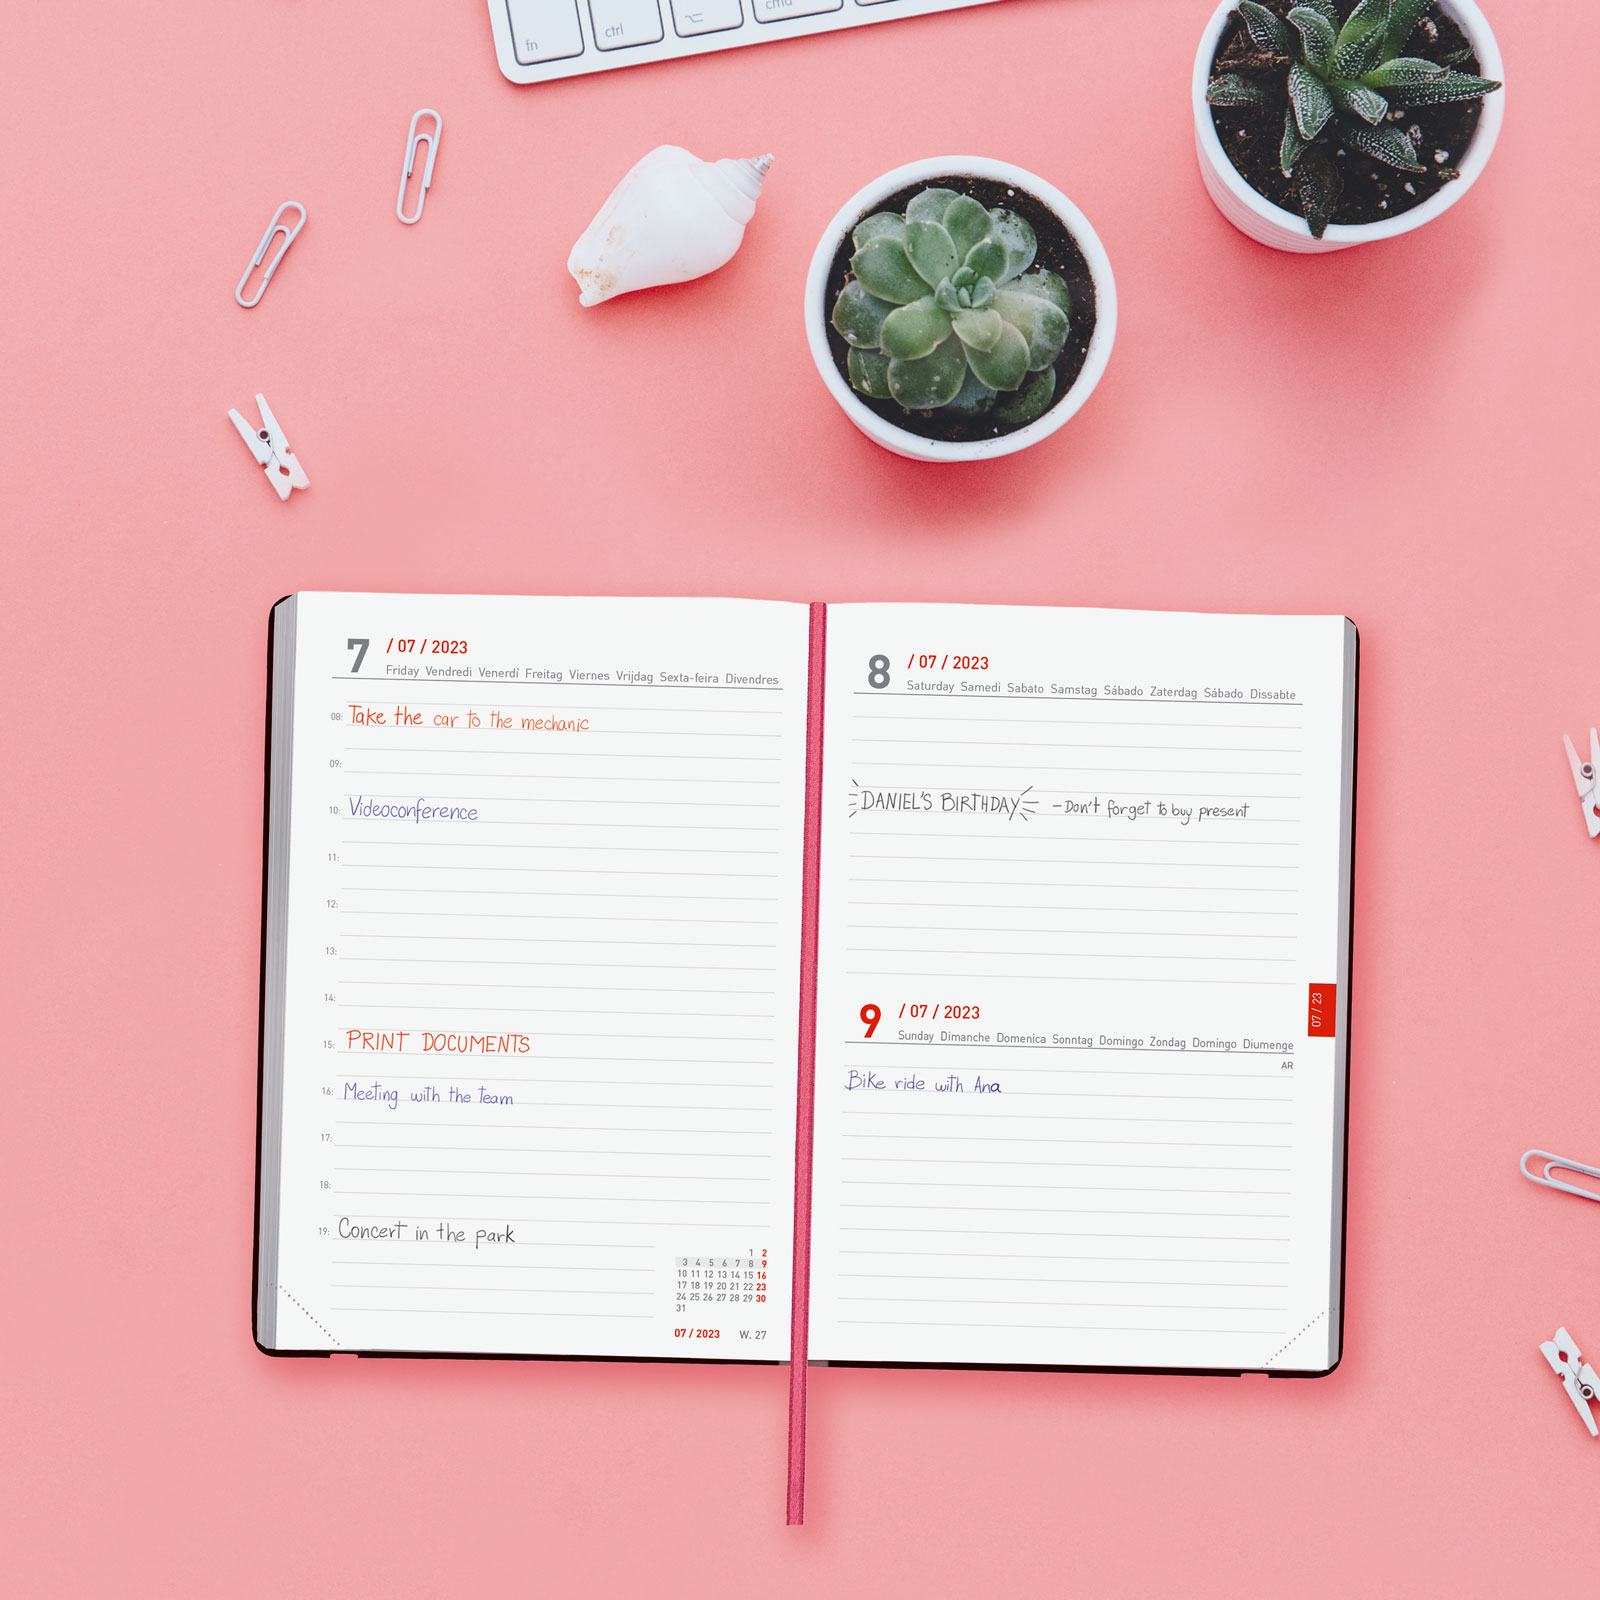 fn ctrl ⌥ cmd
7 / 07 / 2023
Friday Vendredi Venerdì Freitag Viernes Vrijdag Sexta-feira Divendres
08: Take the car to the mechanic
09:
10: Videoconference
11:
12:
13:
14:
15: PRINT DOCUMENTS
16: Meeting with the team
17:
18:
19: Concert in the park
1 2
3 4 5 6 7 8 9
10 11 12 13 14 15 16
17 18 19 20 21 22 23
24 25 26 27 28 29 30
31
07 / 2023 W. 27
8 / 07 / 2023
Saturday Samedi Sabato Samstag Sábado Zaterdag Sábado Dissabte
DANIEL'S BIRTHDAY - Don't forget to buy present
9 / 07 / 2023
Sunday Dimanche Domenica Sonntag Domingo Zondag Domingo Diumenge
AR
Bike ride with Ana
07 / 23